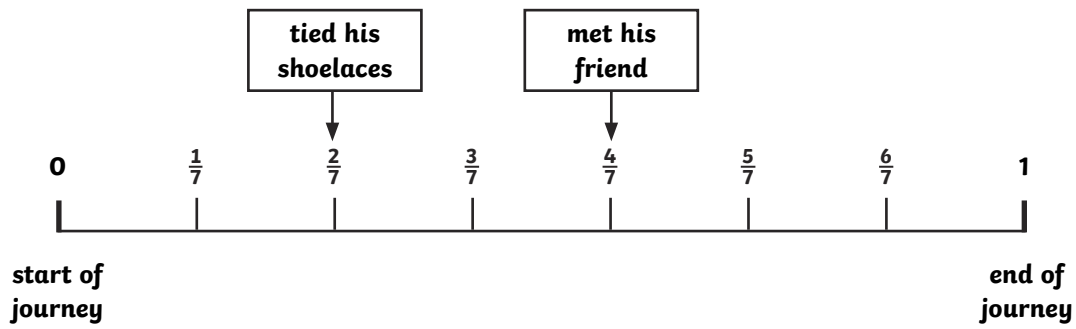 tied his
shoelaces
met his
friend
0 1/7 2/7 3/7 4/7 5/7 6/7 1
start of
journey
end of
journey